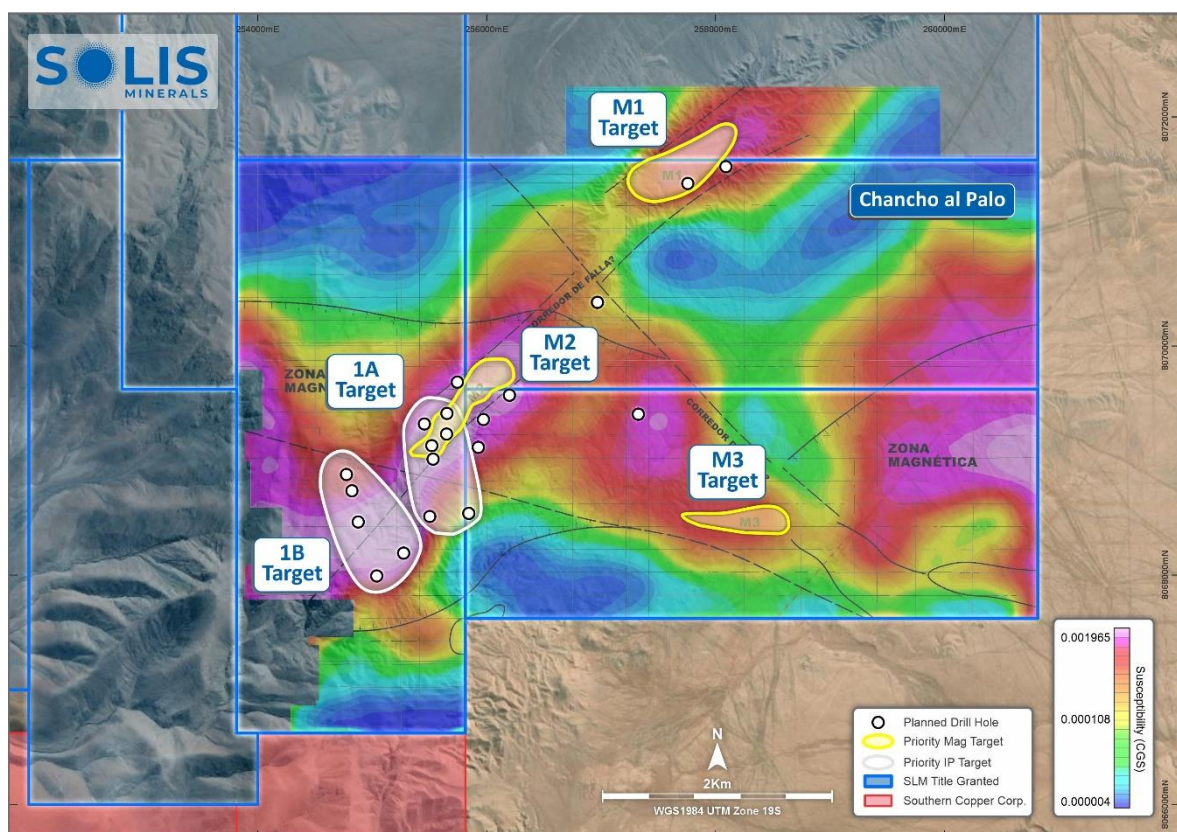 254000mE
256000mE
258000mE
260000mE
SOLIS
MINERALS
M1
Target
8072000mN
M1
Chancho al Palo
CORREDOR DE FALLA?
M2
Target
8070000mN
1A
Target
ZONA
CORREDOR
ZONA
MAGNÉTICA
M3
Target
M3
1B
Target
8068000mN
0.001965
0.000108
0.000004
Susceptibility (CGS)
Planned Drill Hole
Priority Mag Target
Priority IP Target
SLM Title Granted
Southern Copper Corp.
N
2Km
WGS1984 UTM Zone 19S
8066000mN